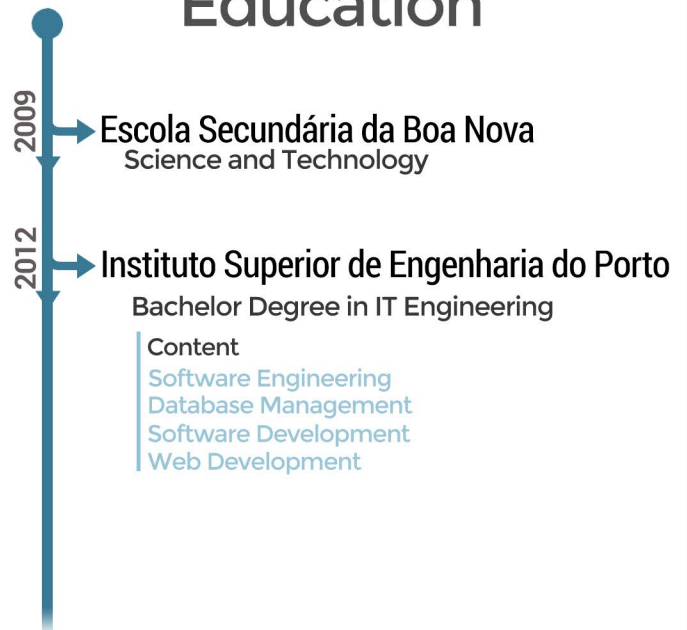 Education
2009
Escola Secundária da Boa Nova
Science and Technology
2012
Instituto Superior de Engenharia do Porto
Bachelor Degree in IT Engineering
Content
Software Engineering
Database Management
Software Development
Web Development